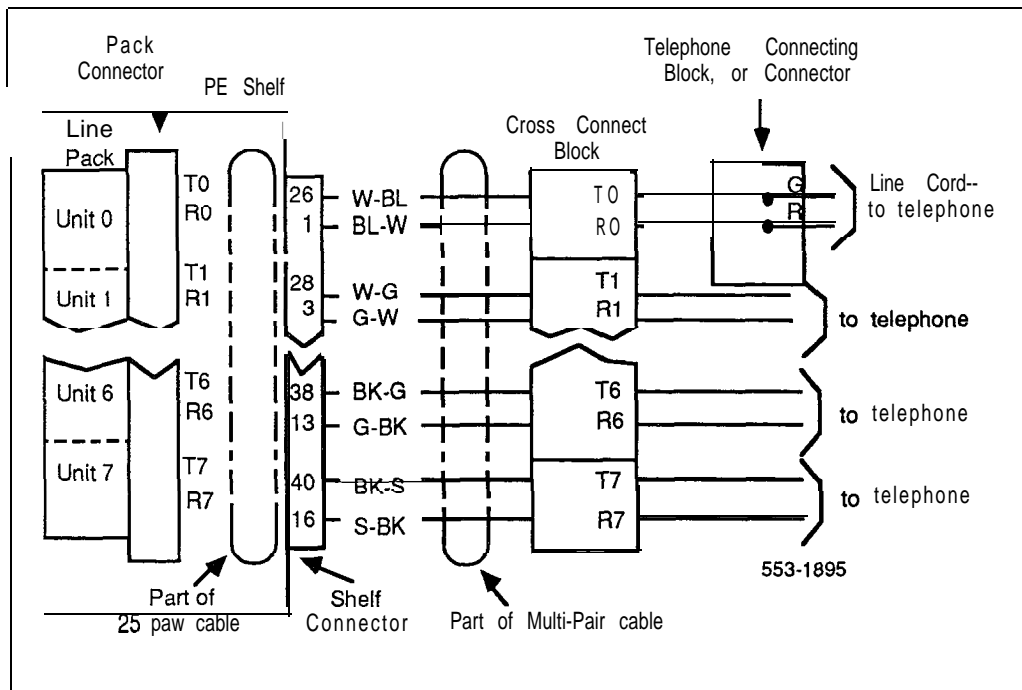 Pack
Connector
Telephone Connecting
Block, or Connector
PE Shelf
Line
Pack
Cross Connect
Block
T0
R0
26
W-BL
T0
G
Line Cord--
to telephone
Unit 0
1
BL-W
R0
R
Unit 1
T1
R1
28
W-G
T1
3
G-W
R1
to telephone
Unit 6
T6
R6
38
BK-G
T6
13
G-BK
R6
to telephone
Unit 7
T7
R7
40
BK-S
T7
16
S-BK
R7
to telephone
553-1895
Part of
25 paw cable
Shelf
Connector
Part of Multi-Pair cable